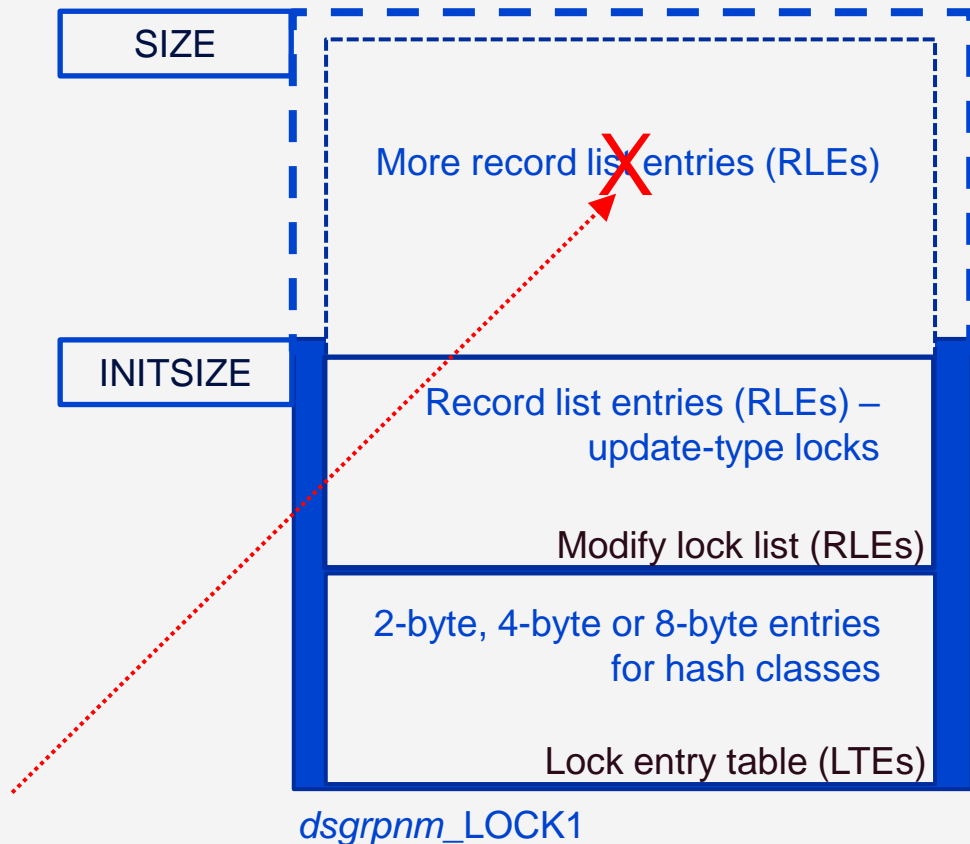 SIZE
More record list entries (RLEs)
X
INITSIZE
Record list entries (RLEs) –
update-type locks
Modify lock list (RLEs)
2-byte, 4-byte or 8-byte entries
for hash classes
Lock entry table (LTEs)
dsgrpnm_LOCK1